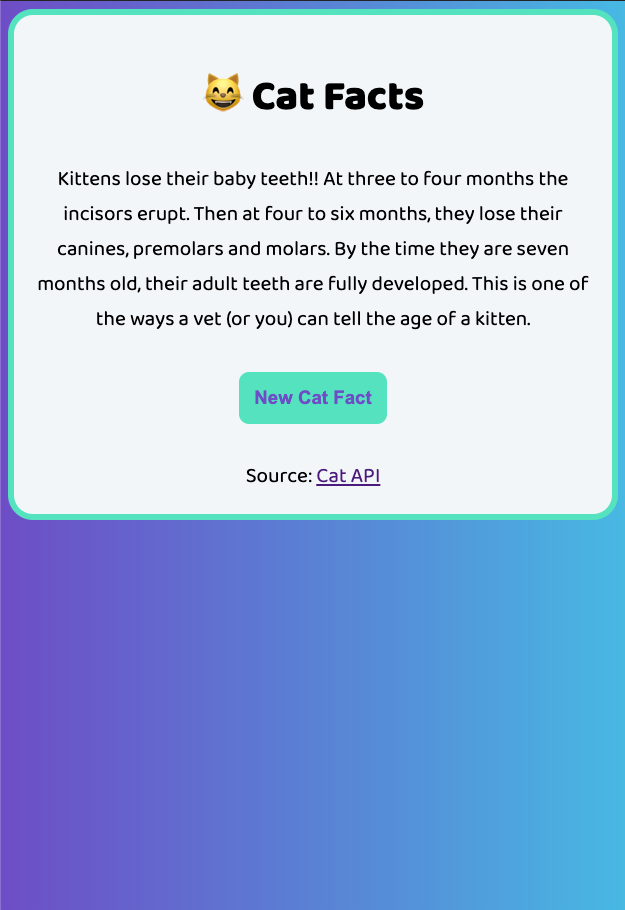 😸 Cat Facts
Kittens lose their baby teeth!! At three to four months the
incisors erupt. Then at four to six months, they lose their
canines, premolars and molars. By the time they are seven
months old, their adult teeth are fully developed. This is one of
the ways a vet (or you) can tell the age of a kitten.
New Cat Fact
Source: Cat API